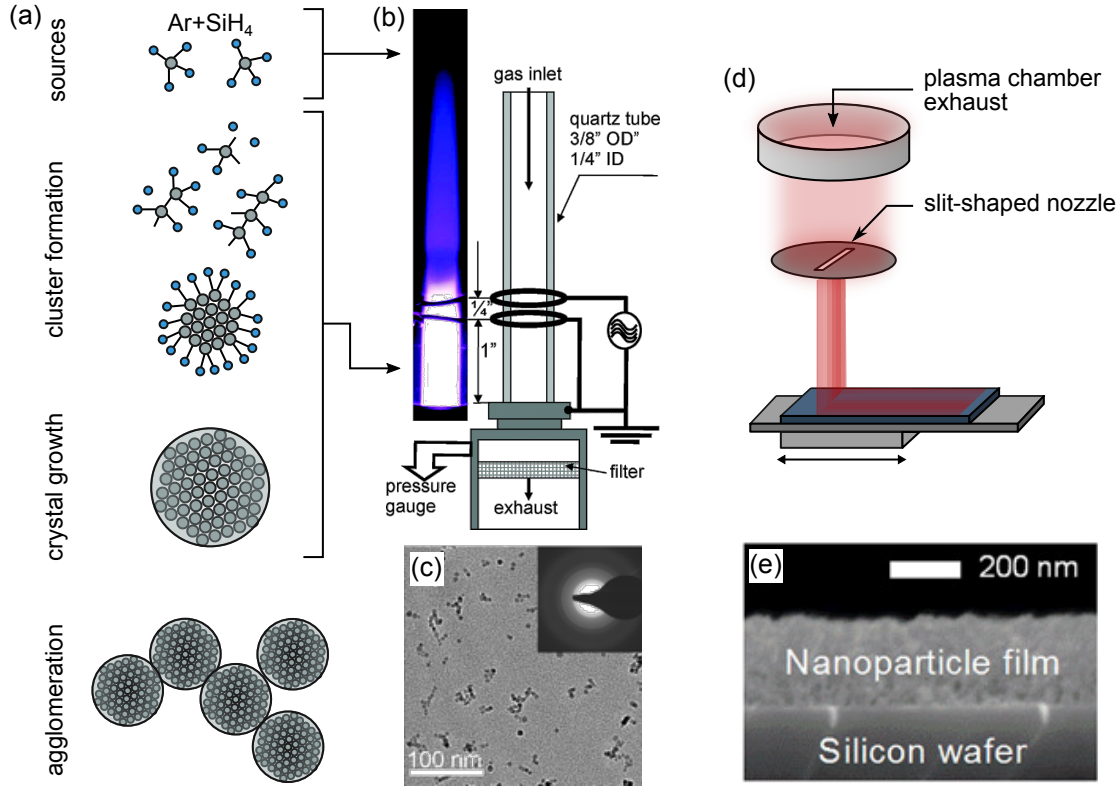 (a)
Ar+SiH4
sources
cluster formation
crystal growth
agglomeration
(b)
gas inlet
quartz tube
3/8" OD"
1/4" ID
1/4"
1"
filter
pressure
gauge
exhaust
(c)
100 nm
(d)
plasma chamber
exhaust
slit-shaped nozzle
(e)
200 nm
Nanoparticle film
Silicon wafer